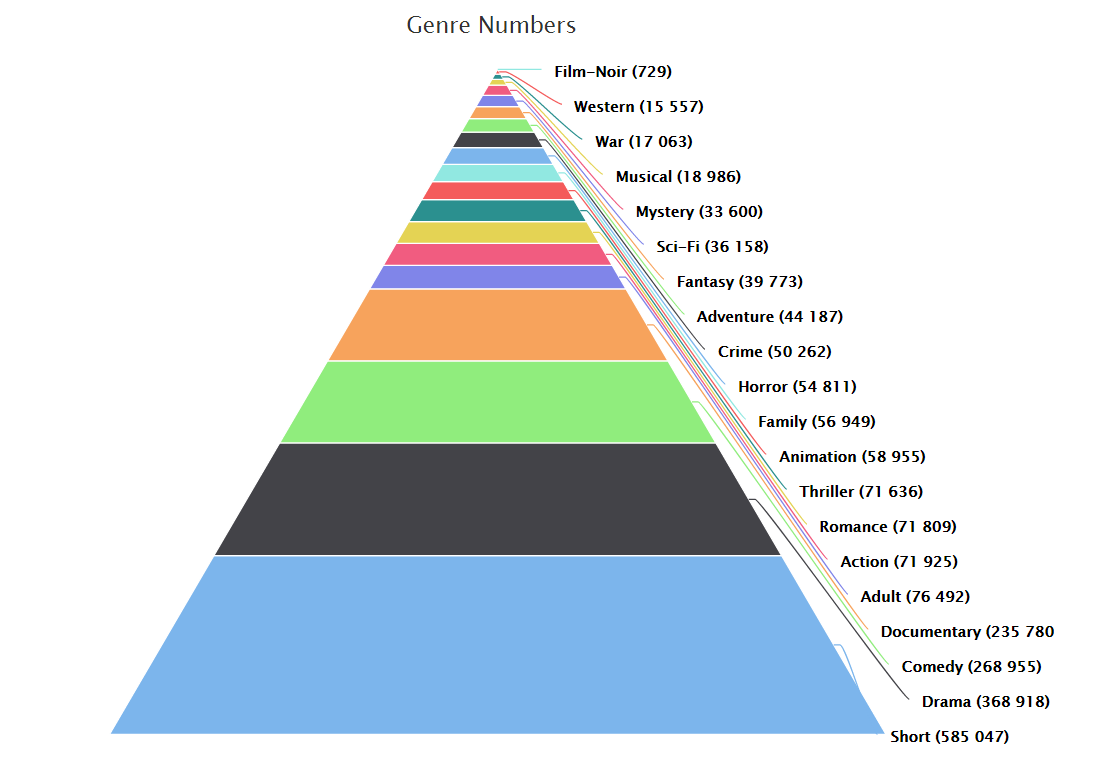 Genre Numbers
Film-Noir (729)
Western (15 557)
War (17 063)
Musical (18 986)
Mystery (33 600)
Sci-Fi (36 158)
Fantasy (39 773)
Adventure (44 187)
Crime (50 262)
Horror (54 811)
Family (56 949)
Animation (58 955)
Thriller (71 636)
Romance (71 809)
Action (71 925)
Adult (76 492)
Documentary (235 780
Comedy (268 955)
Drama (368 918)
Short (585 047)